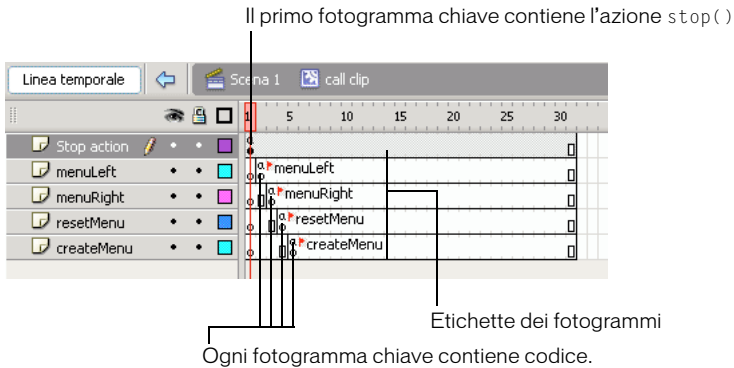 Il primo fotogramma chiave contiene l'azione stop()
Linea temporale
Scena 1
call clip
1 5 10 15 20 25 30
Stop action
a
menuLeft
a menuLeft
menuRight
a menuRight
resetMenu
a resetMenu
createMenu
a createMenu
Etichette dei fotogrammi
Ogni fotogramma chiave contiene codice.